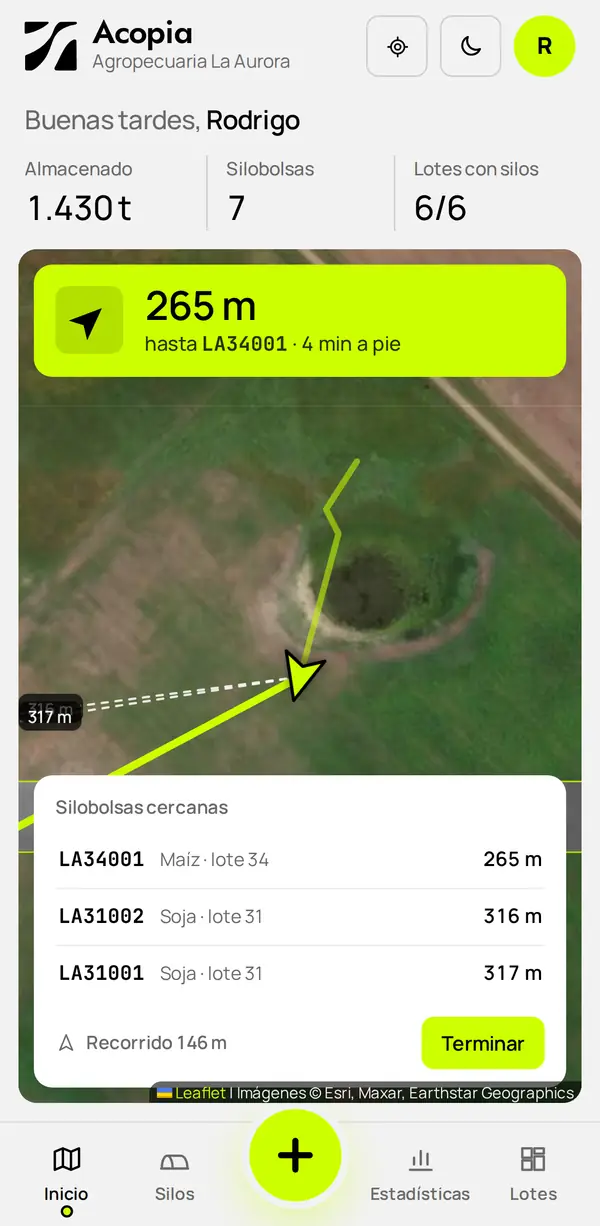 Acopia
Agropecuaria La Aurora
R
Buenas tardes, Rodrigo
Almacenado
1.430 t
Silobolsas
7
Lotes con silos
6/6
265 m
hasta LA34001 · 4 min a pie
316 m
317 m
Silobolsas cercanas
LA34001 Maíz · lote 34 265 m
LA31002 Soja · lote 31 316 m
LA31001 Soja · lote 31 317 m
Recorrido 146 m
Terminar
Leaflet | Imágenes © Esri, Maxar, Earthstar Geographics
Inicio
Silos
Estadísticas
Lotes